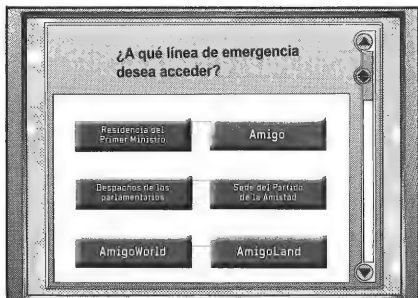 ¿A qué línea de emergencia
desea acceder?
Residencia del
Primer Ministro
Amigo
Despachos de los
parlamentarios
Sede del Partido
de la Amistad
AmigoWorld
AmigoLand